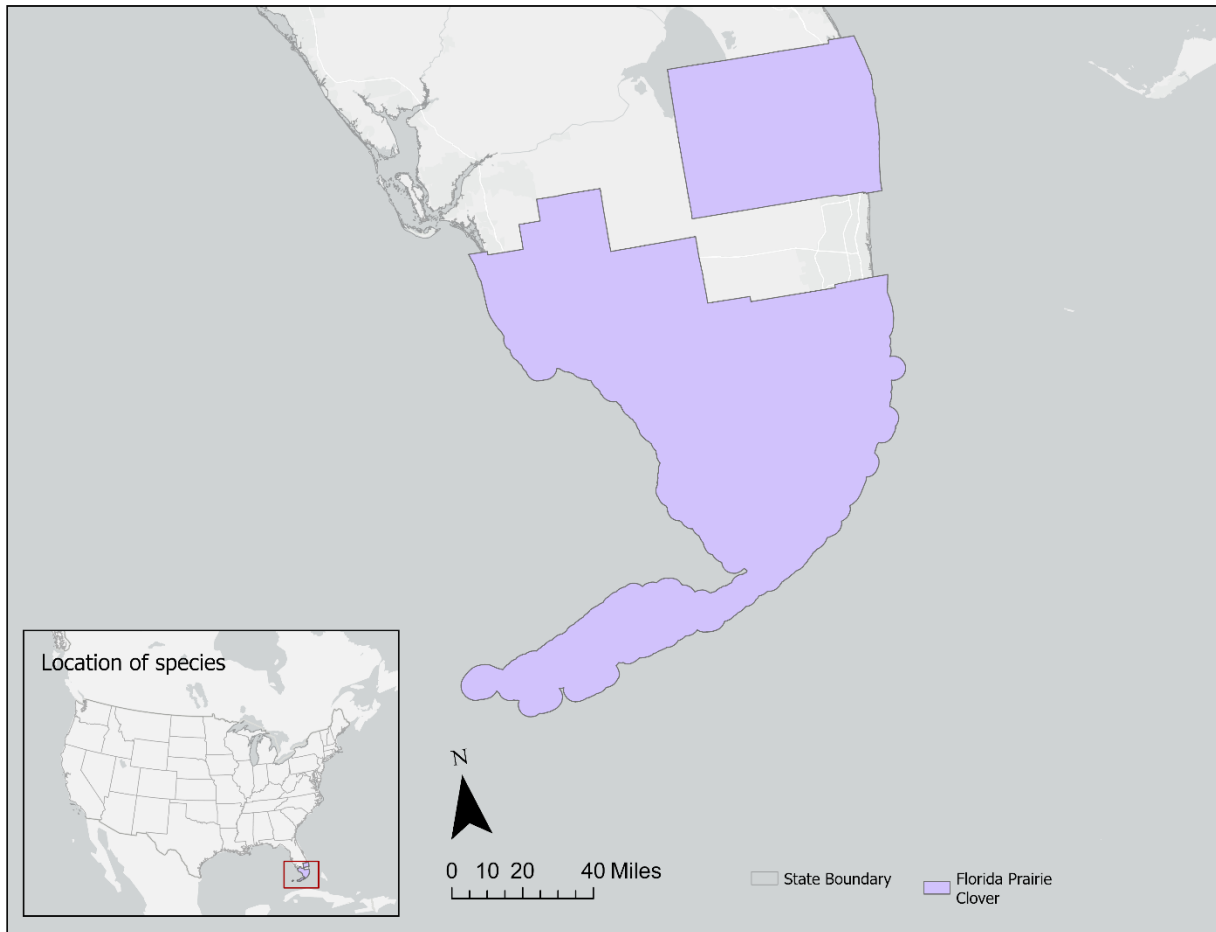 Location of species
N
0 10 20 40 Miles
State Boundary
Florida Prairie
Clover